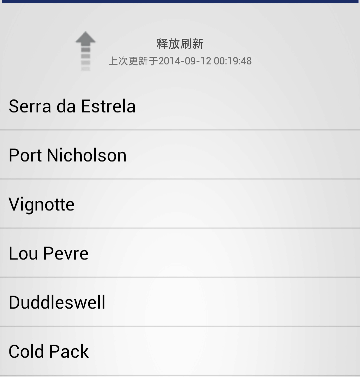 释放刷新
上次更新于2014-09-12 00:19:48
Serra da Estrela
Port Nicholson
Vignotte
Lou Pevre
Duddleswell
Cold Pack